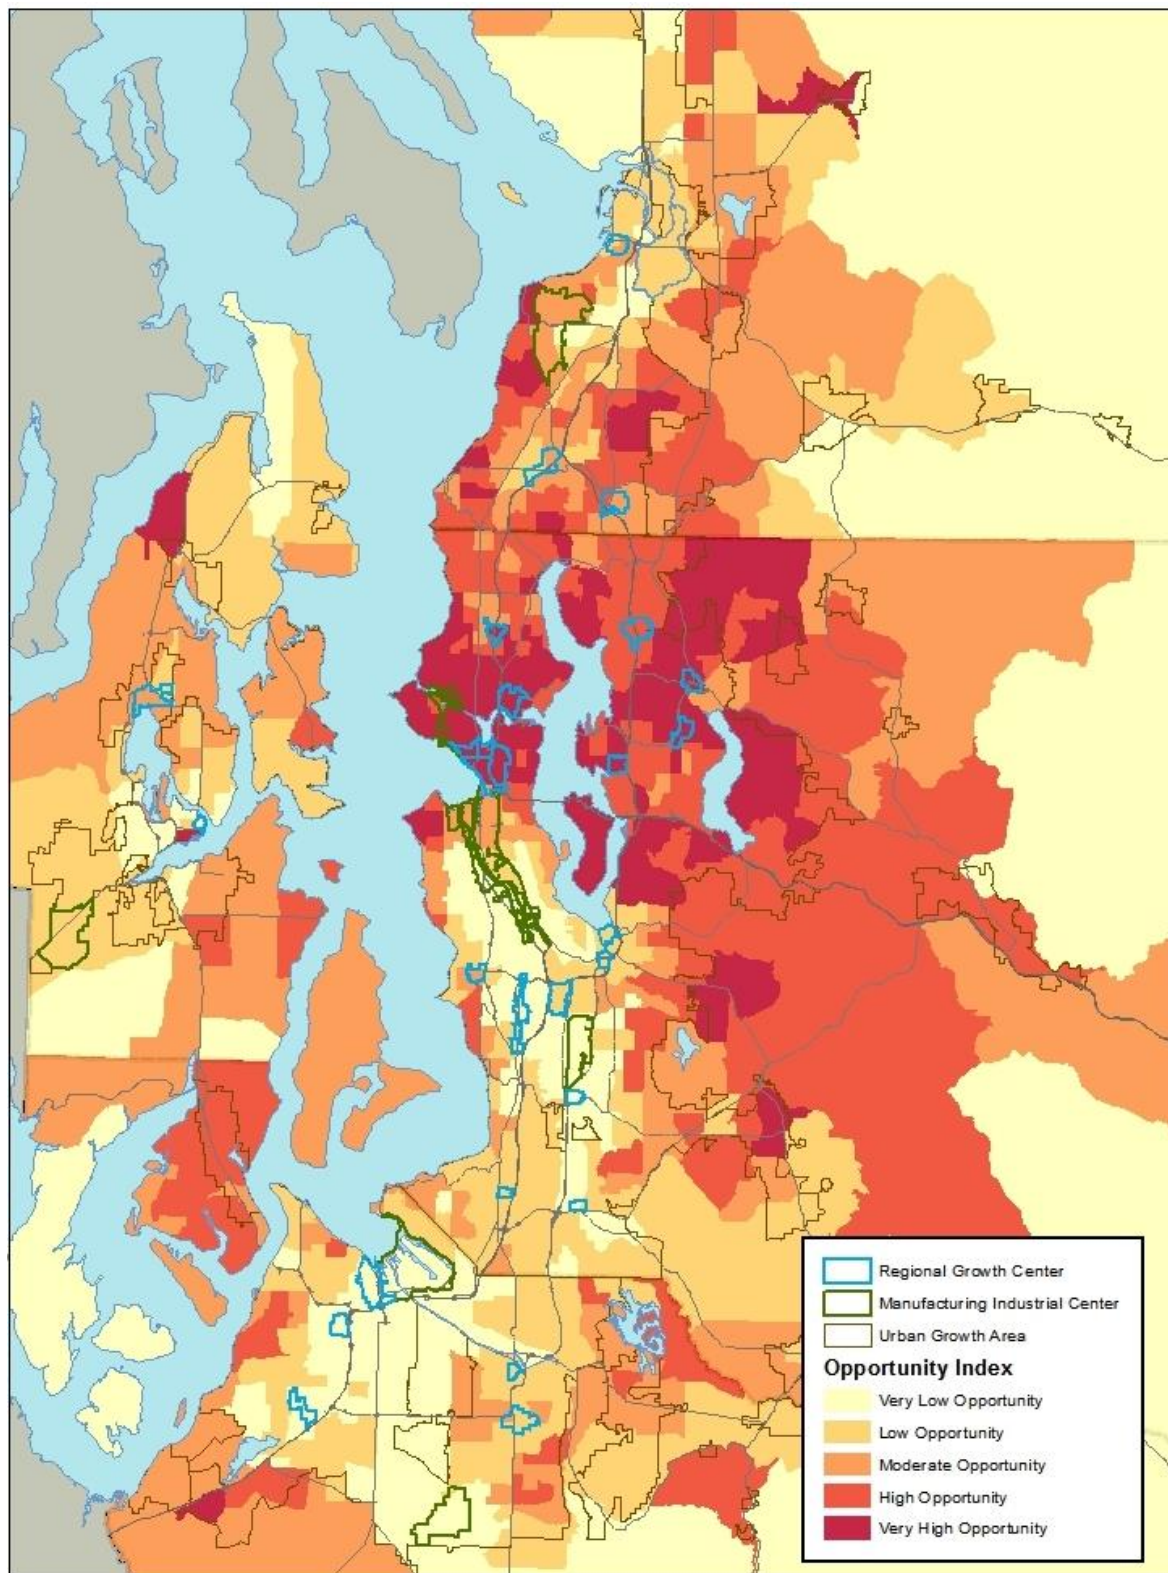 Regional Growth Center
Manufacturing Industrial Center
Urban Growth Area
Opportunity Index
Very Low Opportunity
Low Opportunity
Moderate Opportunity
High Opportunity
Very High Opportunity